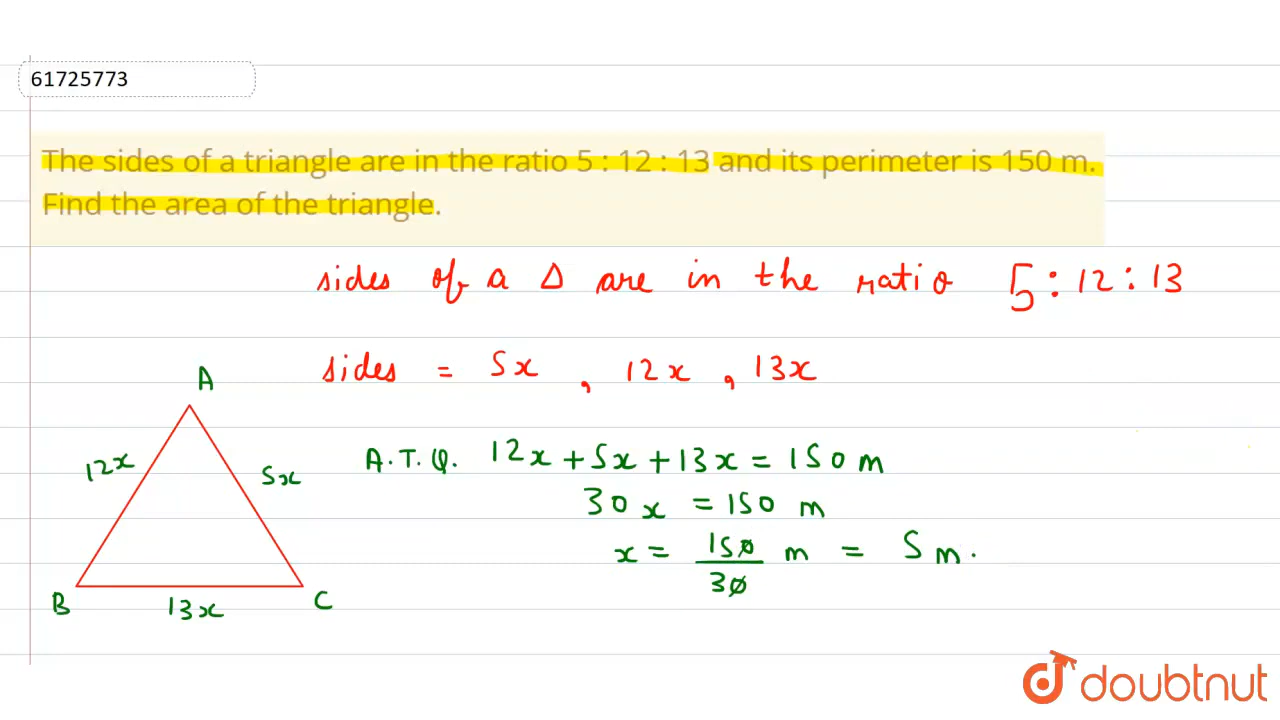 61725773
The sides of a triangle are in the ratio 5 : 12 : 13 and its perimeter is 150 m.
Find the area of the triangle.
sides of a Δ are in the ratio 5 : 12 : 13
sides = 5x , 12x , 13x
A
12x
5x
B
13x
C
A.T.Q. 12x + 5x + 13x = 150 m
30x = 150 m
x = 150/30 m = 5 m.
doubtnut